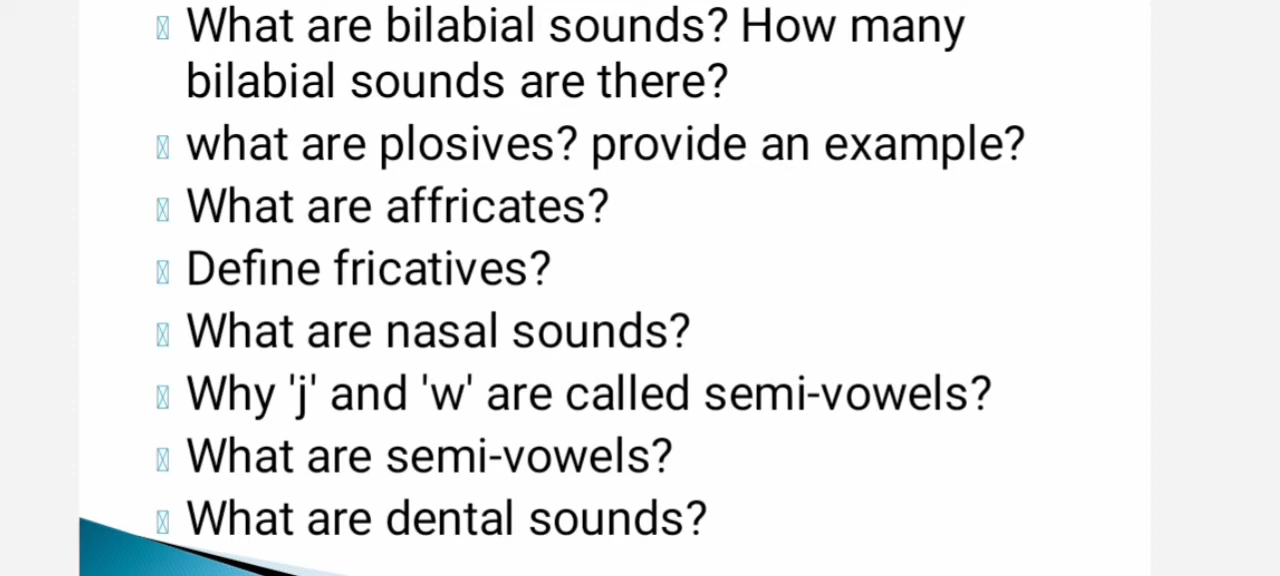 What are bilabial sounds? How many
bilabial sounds are there?
what are plosives? provide an example?
What are affricates?
Define fricatives?
What are nasal sounds?
Why 'j' and 'w' are called semi-vowels?
What are semi-vowels?
What are dental sounds?